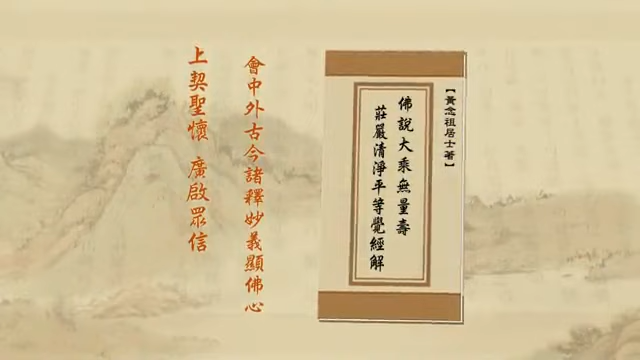 【黃念祖居士著】
佛說大乘無量壽
莊嚴清淨平等覺經解
會中外古今諸釋妙義顯佛心
上契聖懷 廣啟眾信